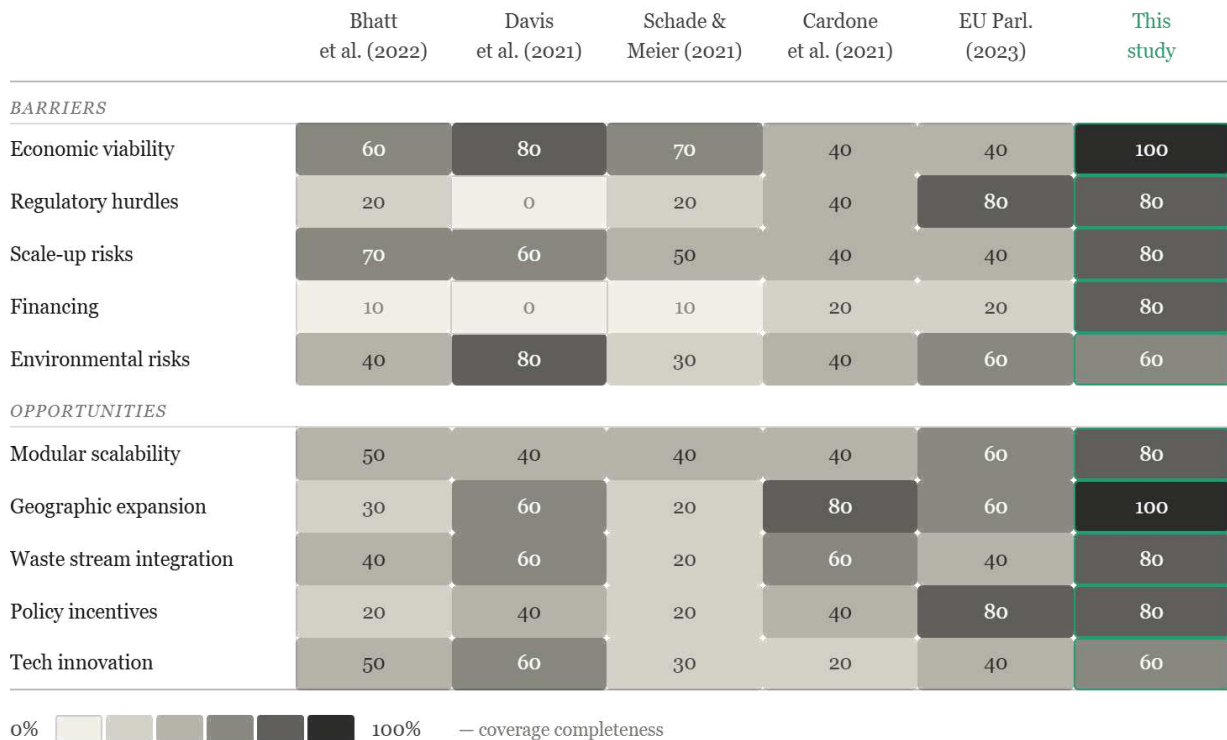 Bhatt Davis Schade & Cardone EU Parl. This
et al. (2022) et al. (2021) Meier (2021) et al. (2021) (2023) study
BARRIERS
Economic viability 60 80 70 40 40 100
Regulatory hurdles 20 0 20 40 80 80
Scale-up risks 70 60 50 40 40 80
Financing 10 0 10 20 20 80
Environmental risks 40 80 30 40 60 60
OPPORTUNITIES
Modular scalability 50 40 40 40 60 80
Geographic expansion 30 60 20 80 60 100
Waste stream integration 40 60 20 60 40 80
Policy incentives 20 40 20 40 80 80
Tech innovation 50 60 30 20 40 60
0% 100% — coverage completeness